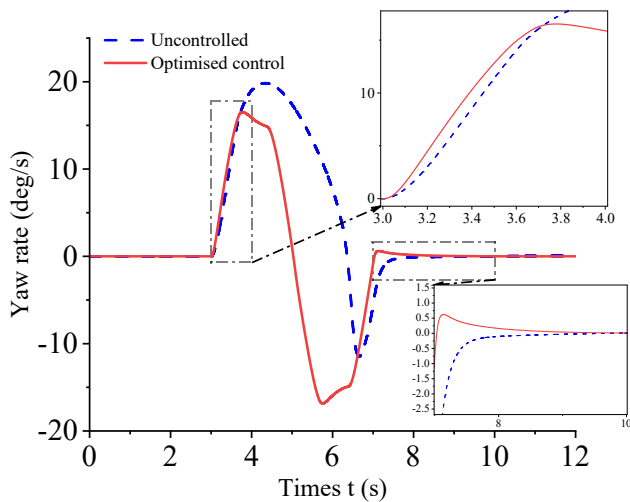 Uncontrolled
Optimised control
Yaw rate (deg/s)
20
10
0
-10
-20
0 2 4 6 8 10 12
Times t (s)
10
0
3.0 3.2 3.4 3.6 3.8 4.0
1.5
1.0
0.5
0.0
-0.5
-1.0
-1.5
-2.0
-2.5
8 10